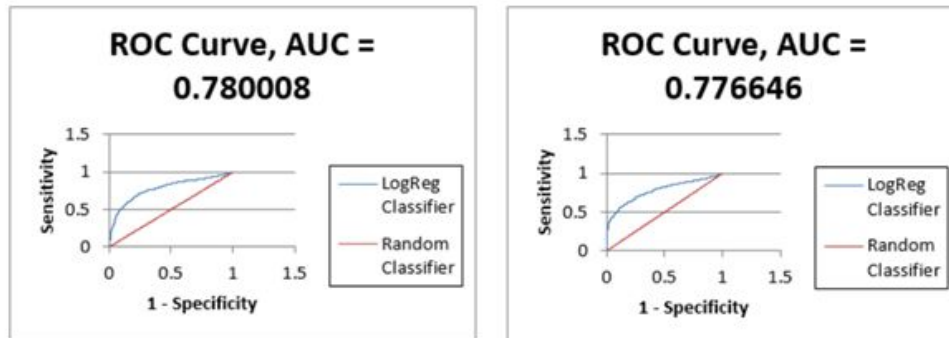 ROC Curve, AUC =
0.780008
Sensitivity
1.5
1
0.5
0
0 0.5 1 1.5
1 - Specificity
LogReg
Classifier
Random
Classifier
ROC Curve, AUC =
0.776646
Sensitivity
1.5
1
0.5
0
0 0.5 1 1.5
1 - Specificity
LogReg
Classifier
Random
Classifier